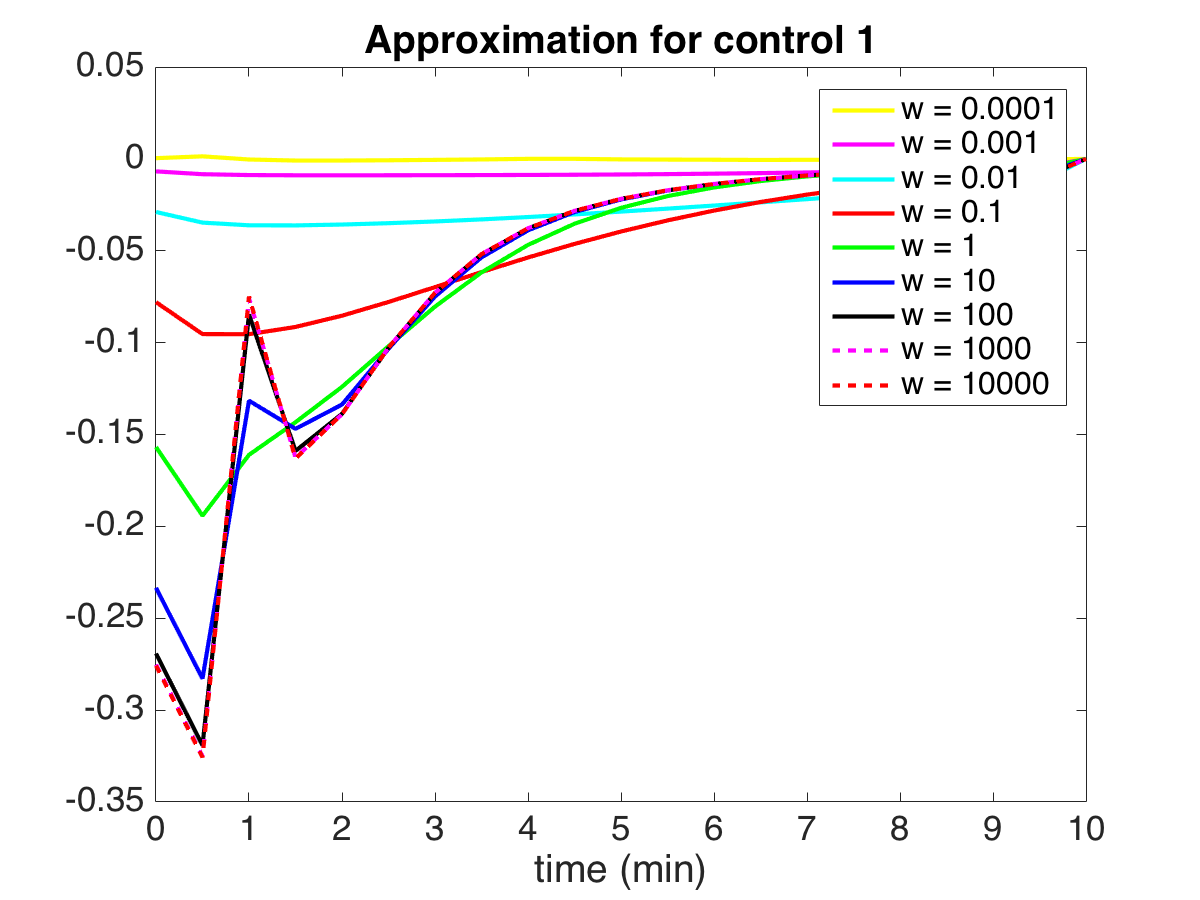 Approximation for control 1
0.05
0
-0.05
-0.1
-0.15
-0.2
-0.25
-0.3
-0.35
w = 0.0001
w = 0.001
w = 0.01
w = 0.1
w = 1
w = 10
w = 100
w = 1000
w = 10000
0 1 2 3 4 5 6 7 8 9 10
time (min)